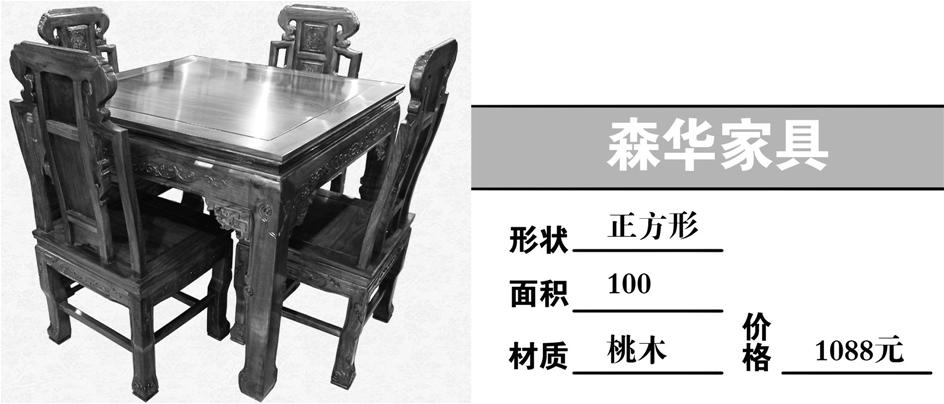 森华家具
形状 正方形
面积 100
材质 桃木
价格 1088元